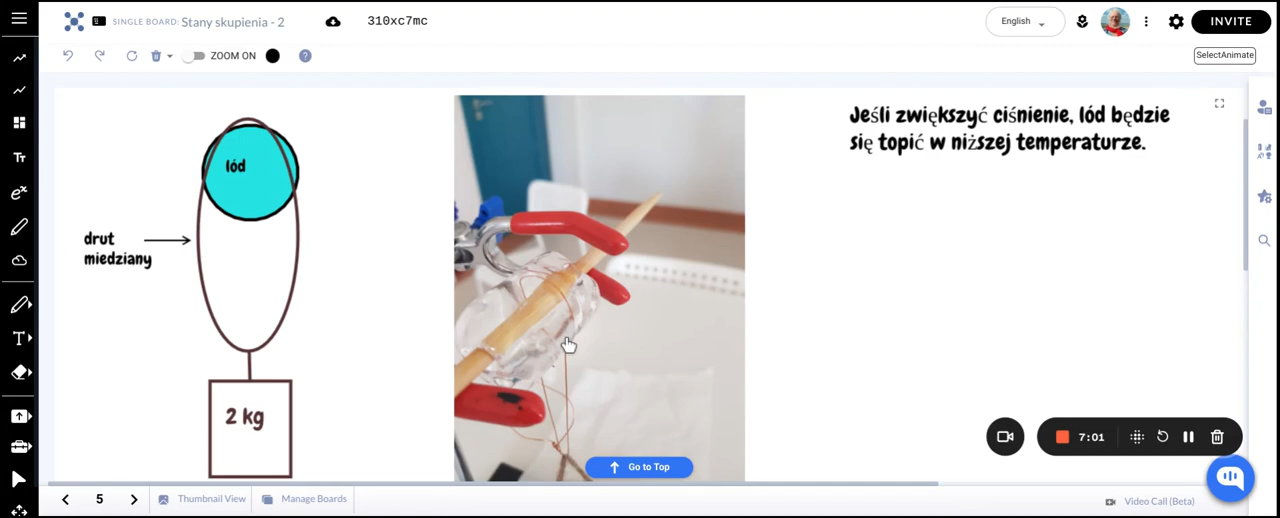 SINGLE BOARD: Stany skupienia - 2
310xc7mc
English
INVITE
ZOOM ON
?
SelectAnimate
lód
drut
miedziany
2 kg
Jeśli zwiększyć ciśnienie, lód będzie
się topić w niższej temperaturze.
Tт
eˣ
T
7:01
Go to Top
5
Thumbnail View
Manage Boards
Video Call (Beta)